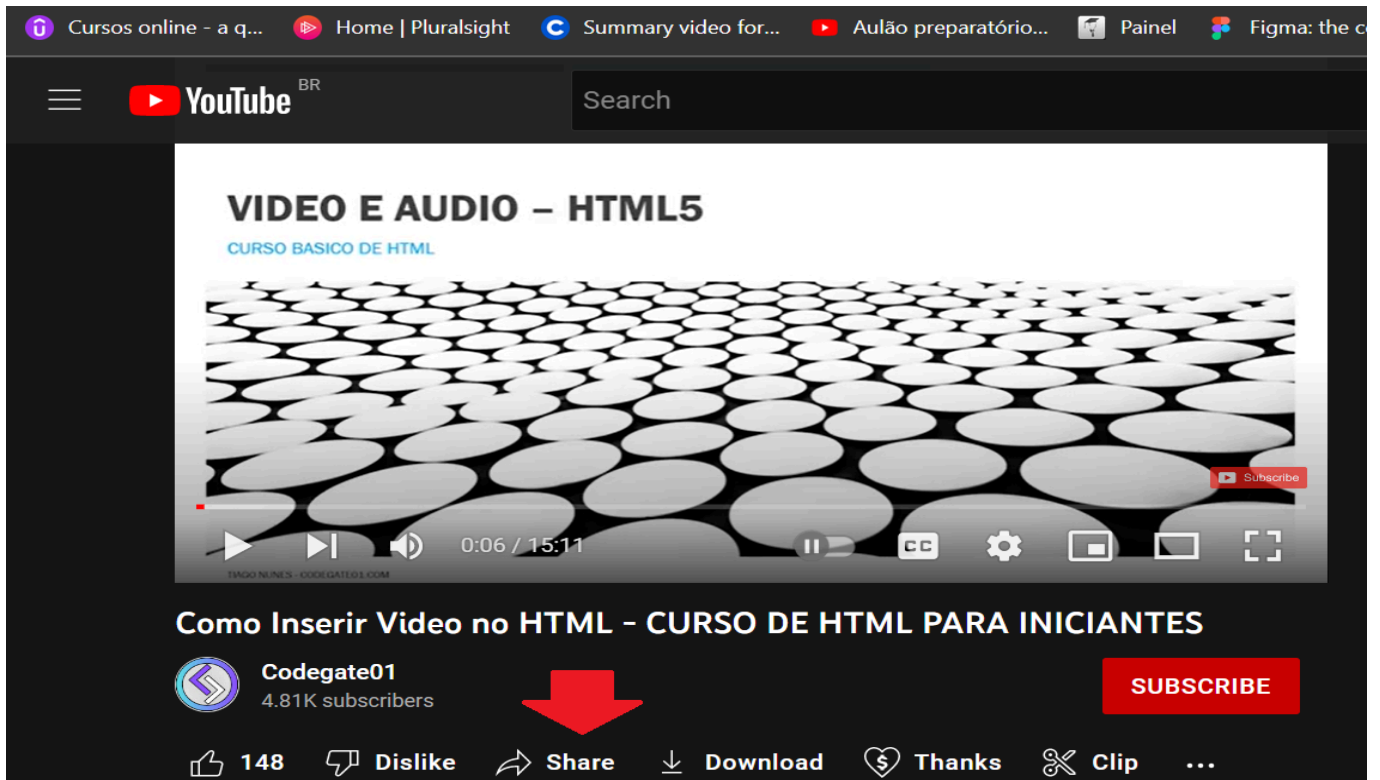 Cursos online - a q... Home | Pluralsight Summary video for... Aulão preparatório... Painel Figma: the c
YouTube BR
Search
VIDEO E AUDIO – HTML5
CURSO BASICO DE HTML
Subscribe
0:06 / 15:11 CC
TIAGO NUNES - CODEGATE01.COM
Como Inserir Video no HTML - CURSO DE HTML PARA INICIANTES
Codegate01
4.81K subscribers
SUBSCRIBE
148 Dislike Share Download Thanks Clip ...